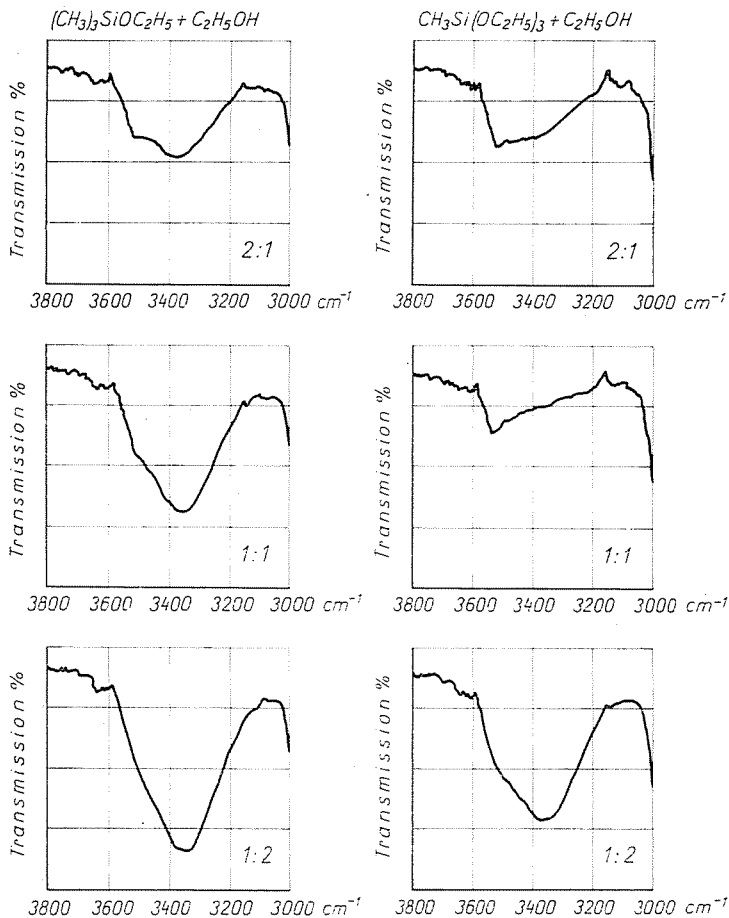 (CH₃)₃SiOC₂H₅ + C₂H₅OH
CH₃Si(OC₂H₅)₃ + C₂H₅OH
Transmission %
2:1
3800 3600 3400 3200 3000 cm⁻¹
Transmission %
2:1
3800 3600 3400 3200 3000 cm⁻¹
Transmission %
1:1
3800 3600 3400 3200 3000 cm⁻¹
Transmission %
1:1
3800 3600 3400 3200 3000 cm⁻¹
Transmission %
1:2
3800 3600 3400 3200 3000 cm⁻¹
Transmission %
1:2
3800 3600 3400 3200 3000 cm⁻¹